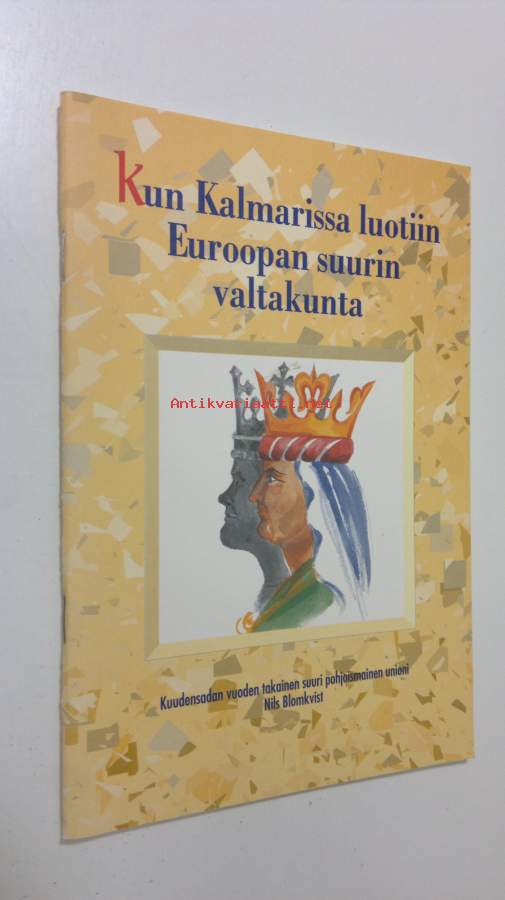 Kun Kalmarissa luotiin
Euroopan suurin
valtakunta
Antikvariaatti.net
Kuudensadan vuoden takainen suuri pohjoismainen unioni
Nils Blomkvist